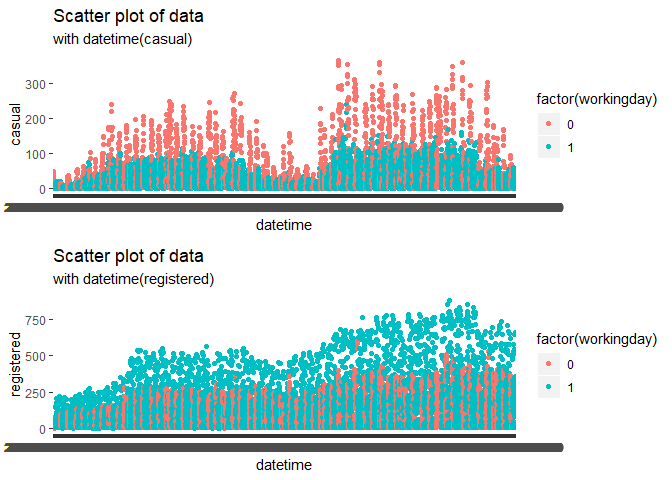 Scatter plot of data
with datetime(casual)
300
200
100
0
casual
datetime
factor(workingday)
0
1
Scatter plot of data
with datetime(registered)
750
500
250
0
registered
datetime
factor(workingday)
0
1